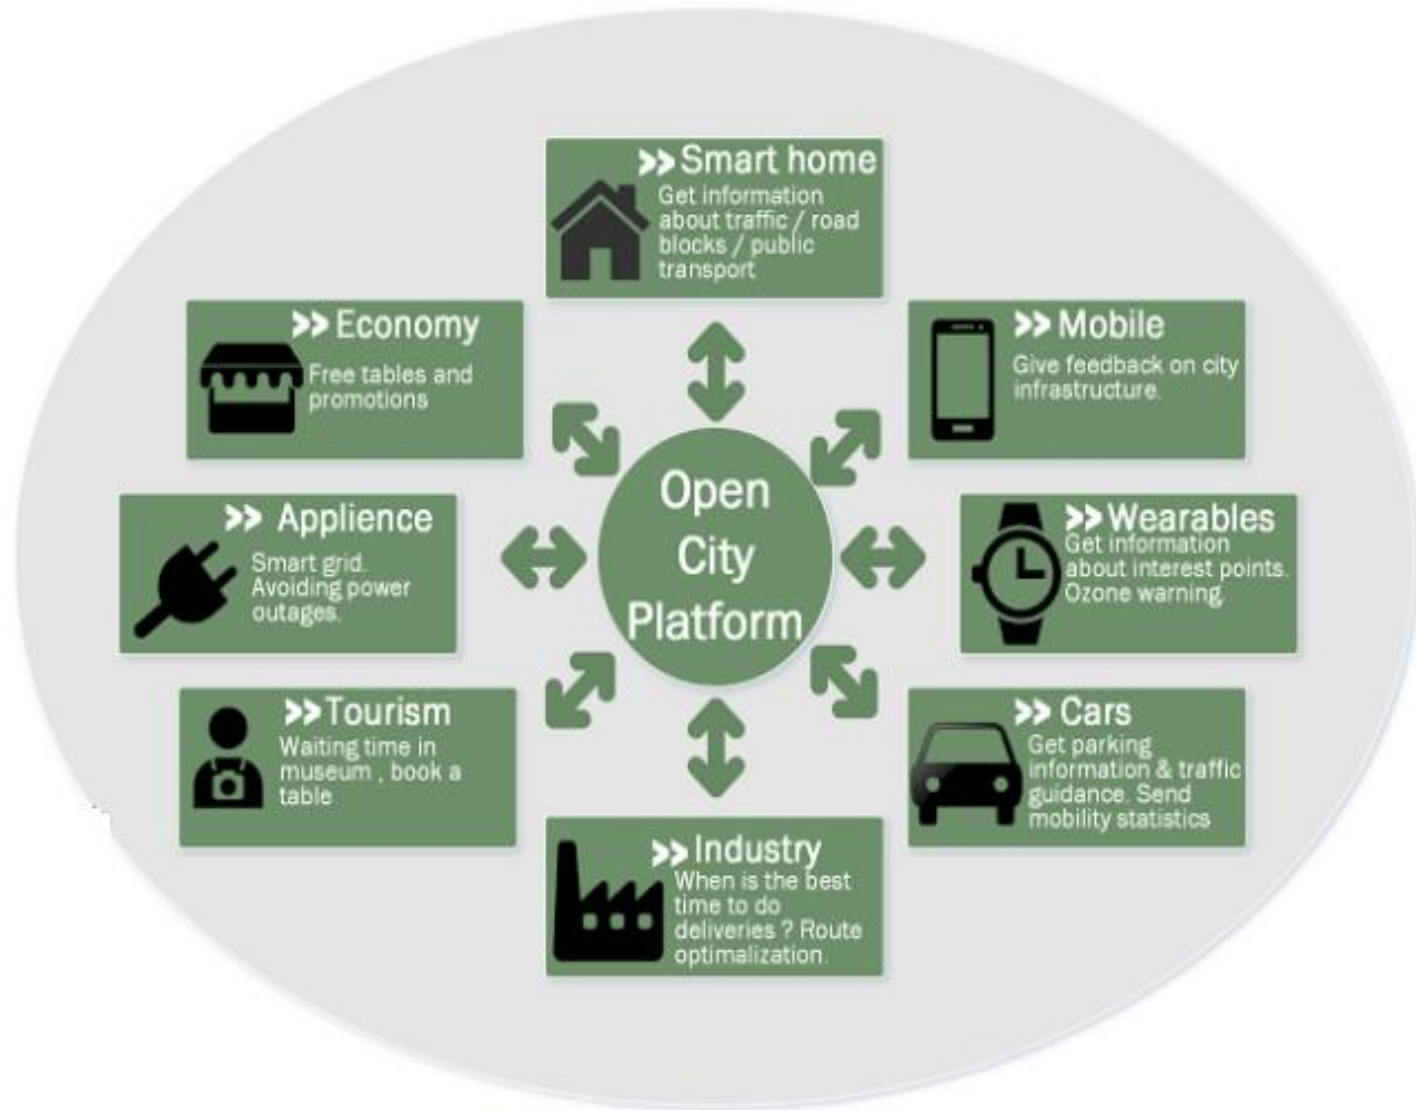 >> Smart home
Get information
about traffic / road
blocks / public
transport
>> Economy
Free tables and
promotions
>> Mobile
Give feedback on city
infrastructure.
Open
City
Platform
>> Applience
Smart grid.
Avoiding power
outages.
>> Wearables
Get information
about interest points.
Ozone warning.
>> Tourism
Waiting time in
museum , book a
table
>> Cars
Get parking
information & traffic
guidance. Send
mobility statistics
>> Industry
When is the best
time to do
deliveries ? Route
optimalization.